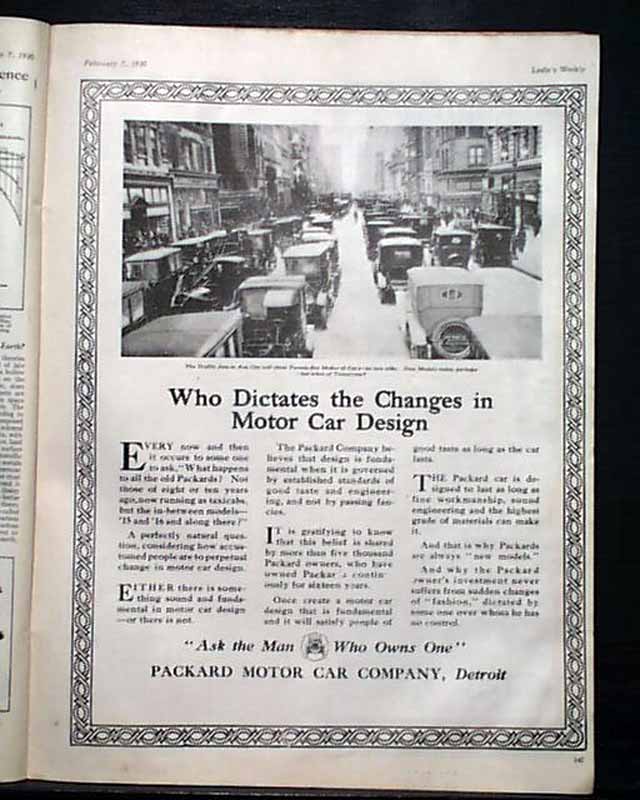 February 7, 1920
Leslie's Weekly
Who Dictates the Changes in
Motor Car Design
EVERY now and then
it occurs to some one
to ask, "What happens
to all the old Packards? Not
those of eight or ten years
ago, now running as taxicabs,
but the in-between models—
'15 and '16 and along there?"
A perfectly natural ques-
tion, considering how accus-
tomed people are to perpetual
change in motor car design.
EITHER there is some-
thing sound and funda-
mental in motor car design
—or there is not.
The Packard Company be-
lieves that design is funda-
mental when it is governed
by established standards of
good taste and engineer-
ing, and not by passing fan-
cies.
IT is gratifying to know
that this belief is shared
by more than five thousand
Packard owners, who have
owned Packar s contin-
uously for sixteen years.
Once create a motor car
design that is fundamental
and it will satisfy people of
good taste as long as the car
lasts.
THE Packard car is de-
signed to last as long as
fine workmanship, sound
engineering and the highest
grade of materials can make
it.
And that is why Packards
are always "new models."
And why the Packard
owner's investment never
suffers from sudden changes
of "fashion," dictated by
some one over whom he has
no control.
"Ask the Man Who Owns One"
PACKARD MOTOR CAR COMPANY, Detroit